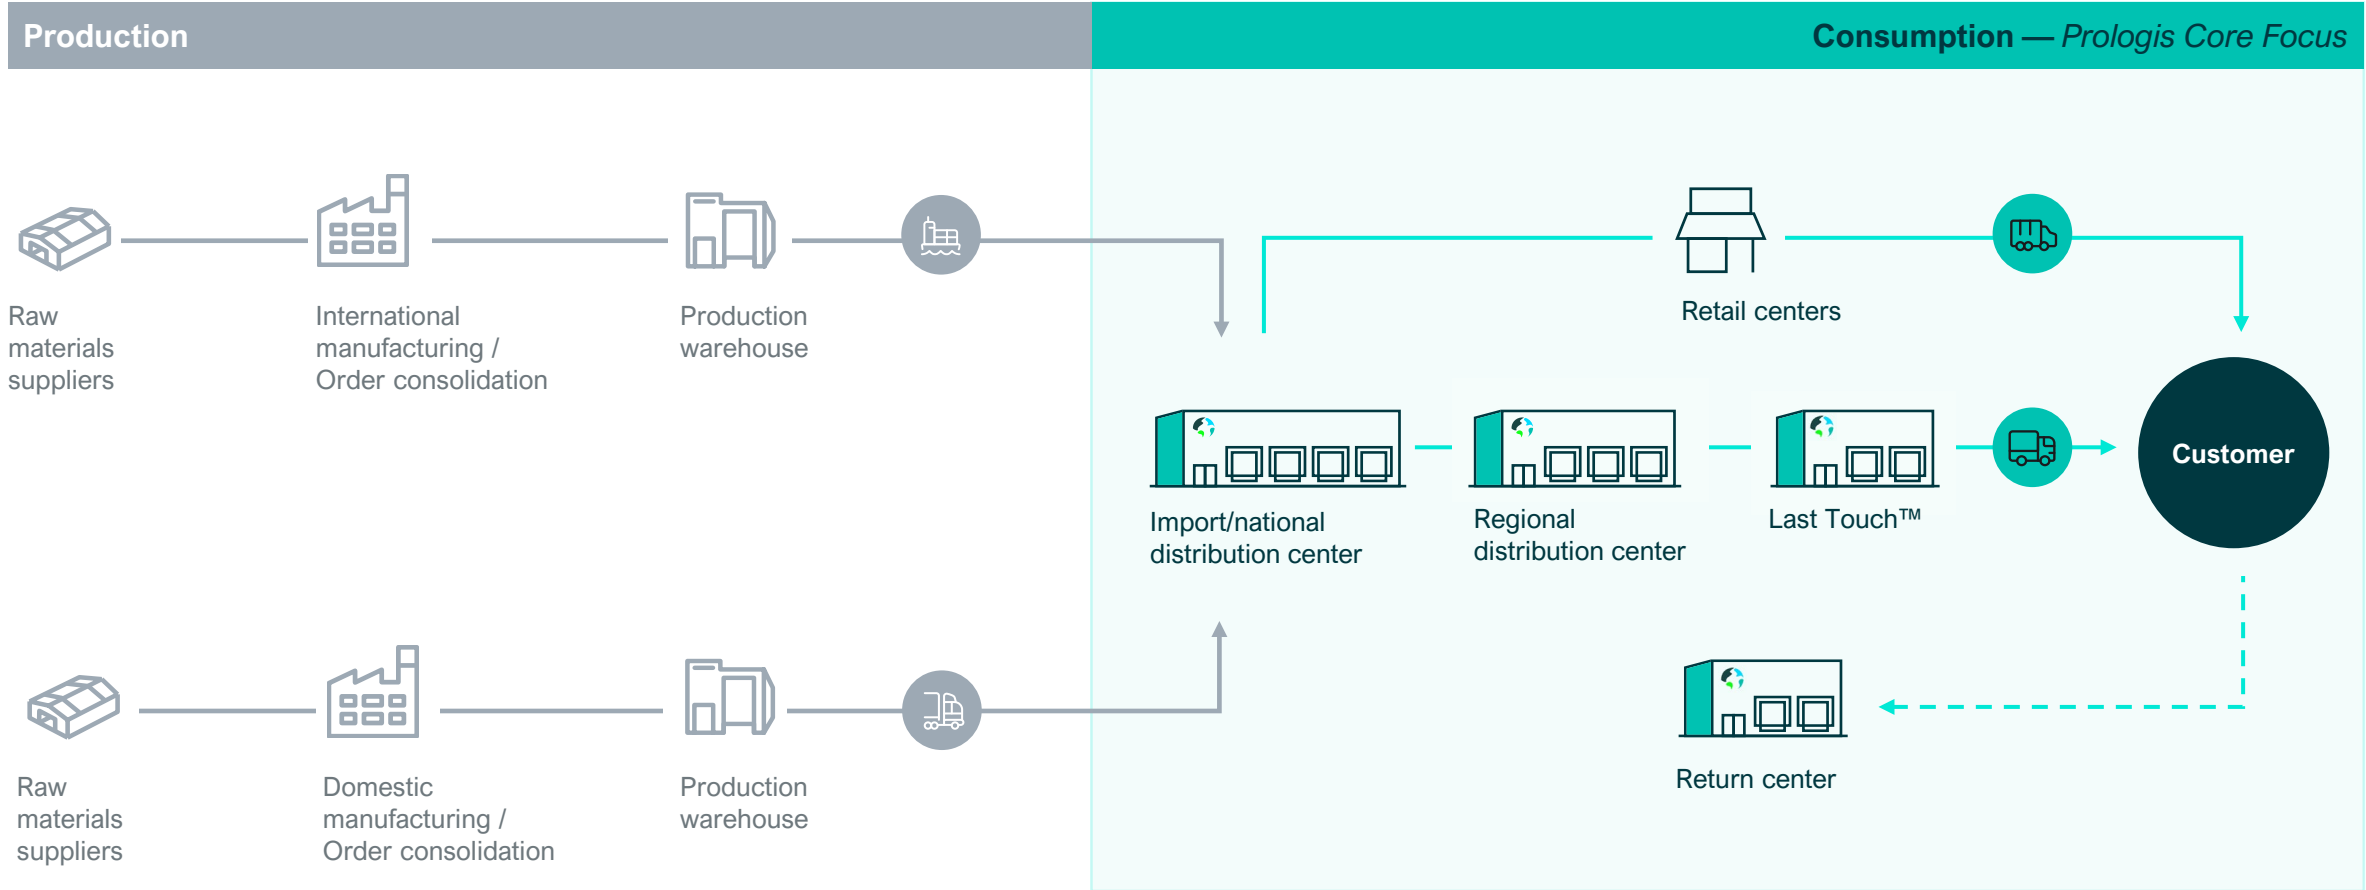 Production
Consumption — Prologis Core Focus
Raw
materials
suppliers
International
manufacturing /
Order consolidation
Production
warehouse
Retail centers
Import/national
distribution center
Regional
distribution center
Last Touch™
Customer
Raw
materials
suppliers
Domestic
manufacturing /
Order consolidation
Production
warehouse
Return center